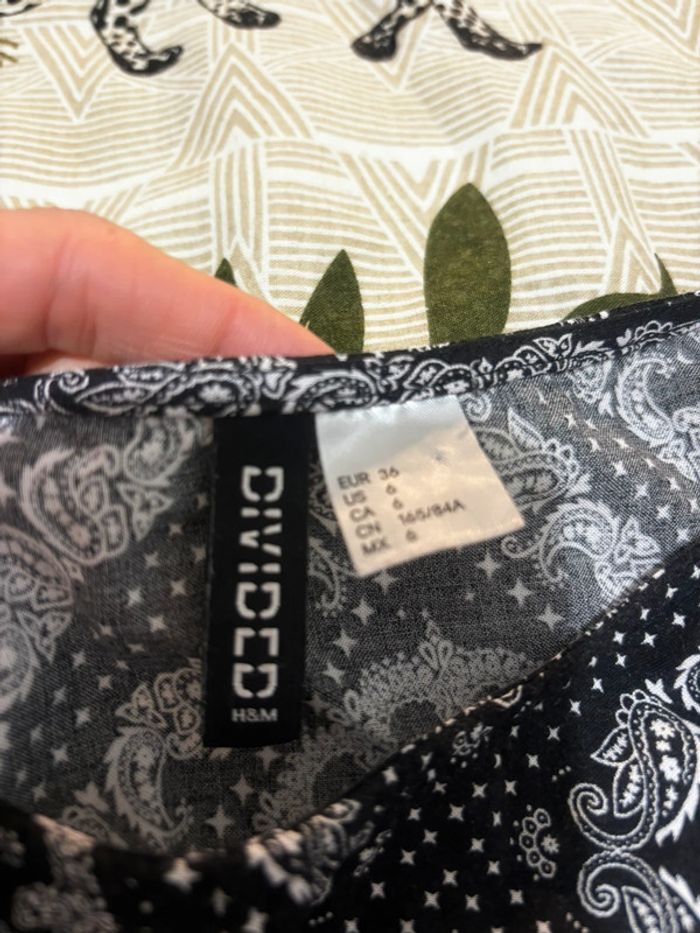 DIVIDED
H&M
EUR 36
US 6
CA 6
CN 165/84A
MX 6